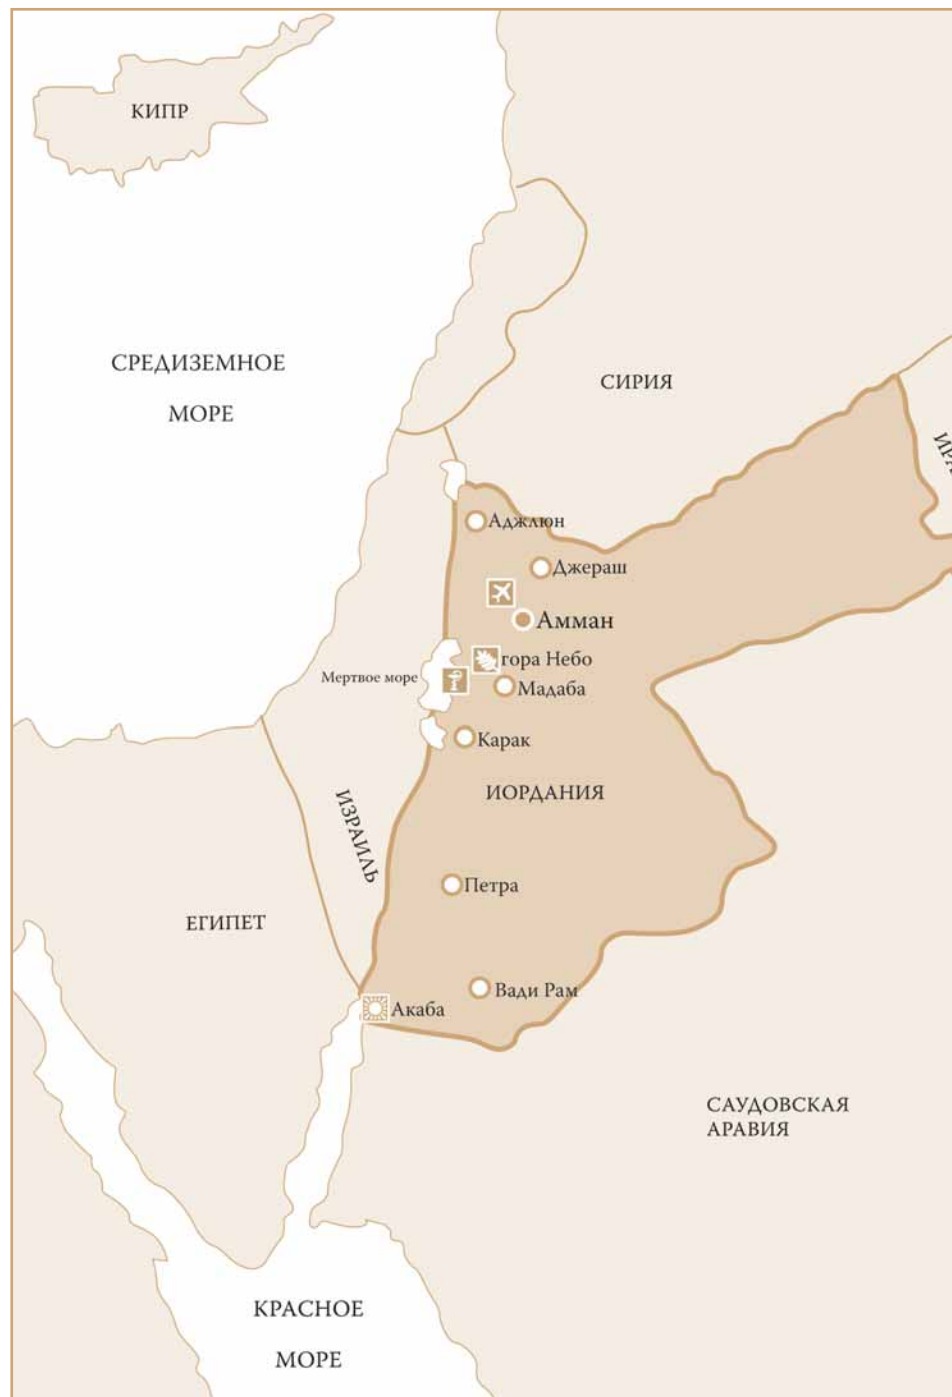 КИПР
СРЕДИЗЕМНОЕ
МОРЕ
СИРИЯ
Аджлюн
Джераш
Амман
гора Небо
Мертвое море
Мадаба
Карак
ИОРДАНИЯ
ИЗРАИЛЬ
Петра
ЕГИПЕТ
Вади Рам
Акаба
САУДОВСКАЯ
АРАВИЯ
КРАСНОЕ
МОРЕ